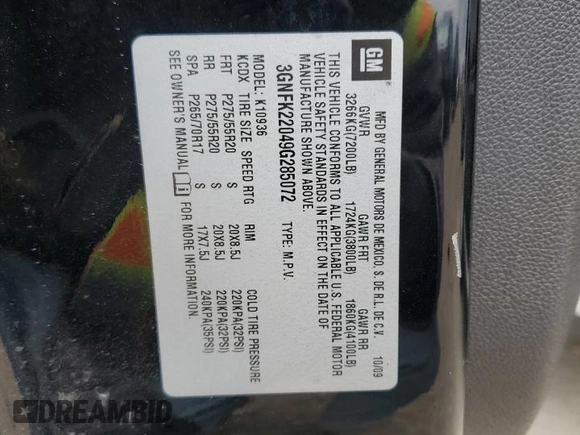 GM
MFD BY GENERAL MOTORS DE MEXICO, S. DE R.L. DE C.V. 10/09
GVWR GAWR FRT GAWR RR
3266KG(7200LB) 1724KG(3800LB) 1860KG(4100LB)
THIS VEHICLE CONFORMS TO ALL APPLICABLE U.S. FEDERAL MOTOR
VEHICLE SAFETY STANDARDS IN EFFECT ON THE DATE OF
MANUFACTURE SHOWN ABOVE.
3GNFK22049G285072 TYPE: M.P.V.
MODEL: K10936
KCDX TIRE SIZE SPEED RTG RIM COLD TIRE PRESSURE
FRT P275/55R20 S 20X8.5J 220KPA(32PSI)
RR P275/55R20 S 20X8.5J 220KPA(32PSI)
SPA P265/70R17 S 17X7.5J 240KPA(35PSI)
SEE OWNER'S MANUAL i FOR MORE INFORMATION.
DREAMBID